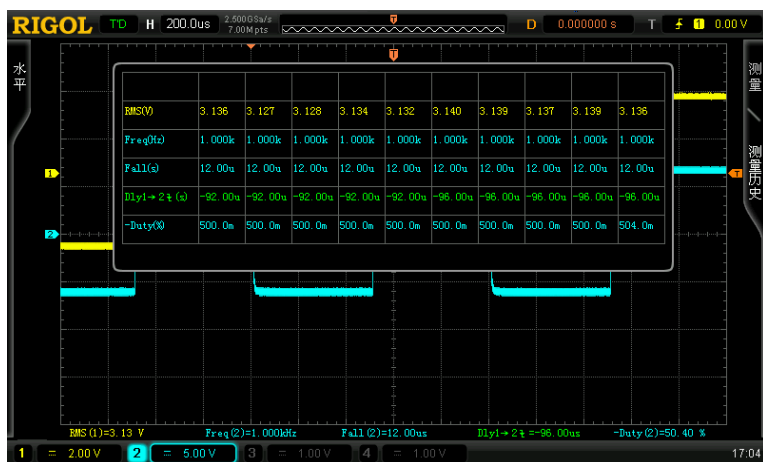 RIGOL T'D H 200.0us 2.500GSa/s 7.00Mpts D 0.000000 s T 1 0.00 V
水平
T
RMS(V) 3.136 3.127 3.128 3.134 3.132 3.140 3.139 3.137 3.139 3.136
Freq(Hz) 1.000k 1.000k 1.000k 1.000k 1.000k 1.000k 1.000k 1.000k 1.000k 1.000k
Fall(s) 12.00u 12.00u 12.00u 12.00u 12.00u 12.00u 12.00u 12.00u 12.00u 12.00u
Dly1→2 (s) -92.00u -92.00u -92.00u -92.00u -92.00u -96.00u -96.00u -96.00u -96.00u -96.00u
-Duty(%) 500.0m 500.0m 500.0m 500.0m 500.0m 500.0m 500.0m 500.0m 500.0m 504.0m
测量
测量历史
1
T
2
RMS(1)=3.13 V Freq(2)=1.000kHz Fall(2)=12.00us Dly1→2 =-96.00us -Duty(2)=50.40 %
1 = 2.00 V 2 = 5.00 V 3 = 1.00 V 4 = 1.00 V 17:04